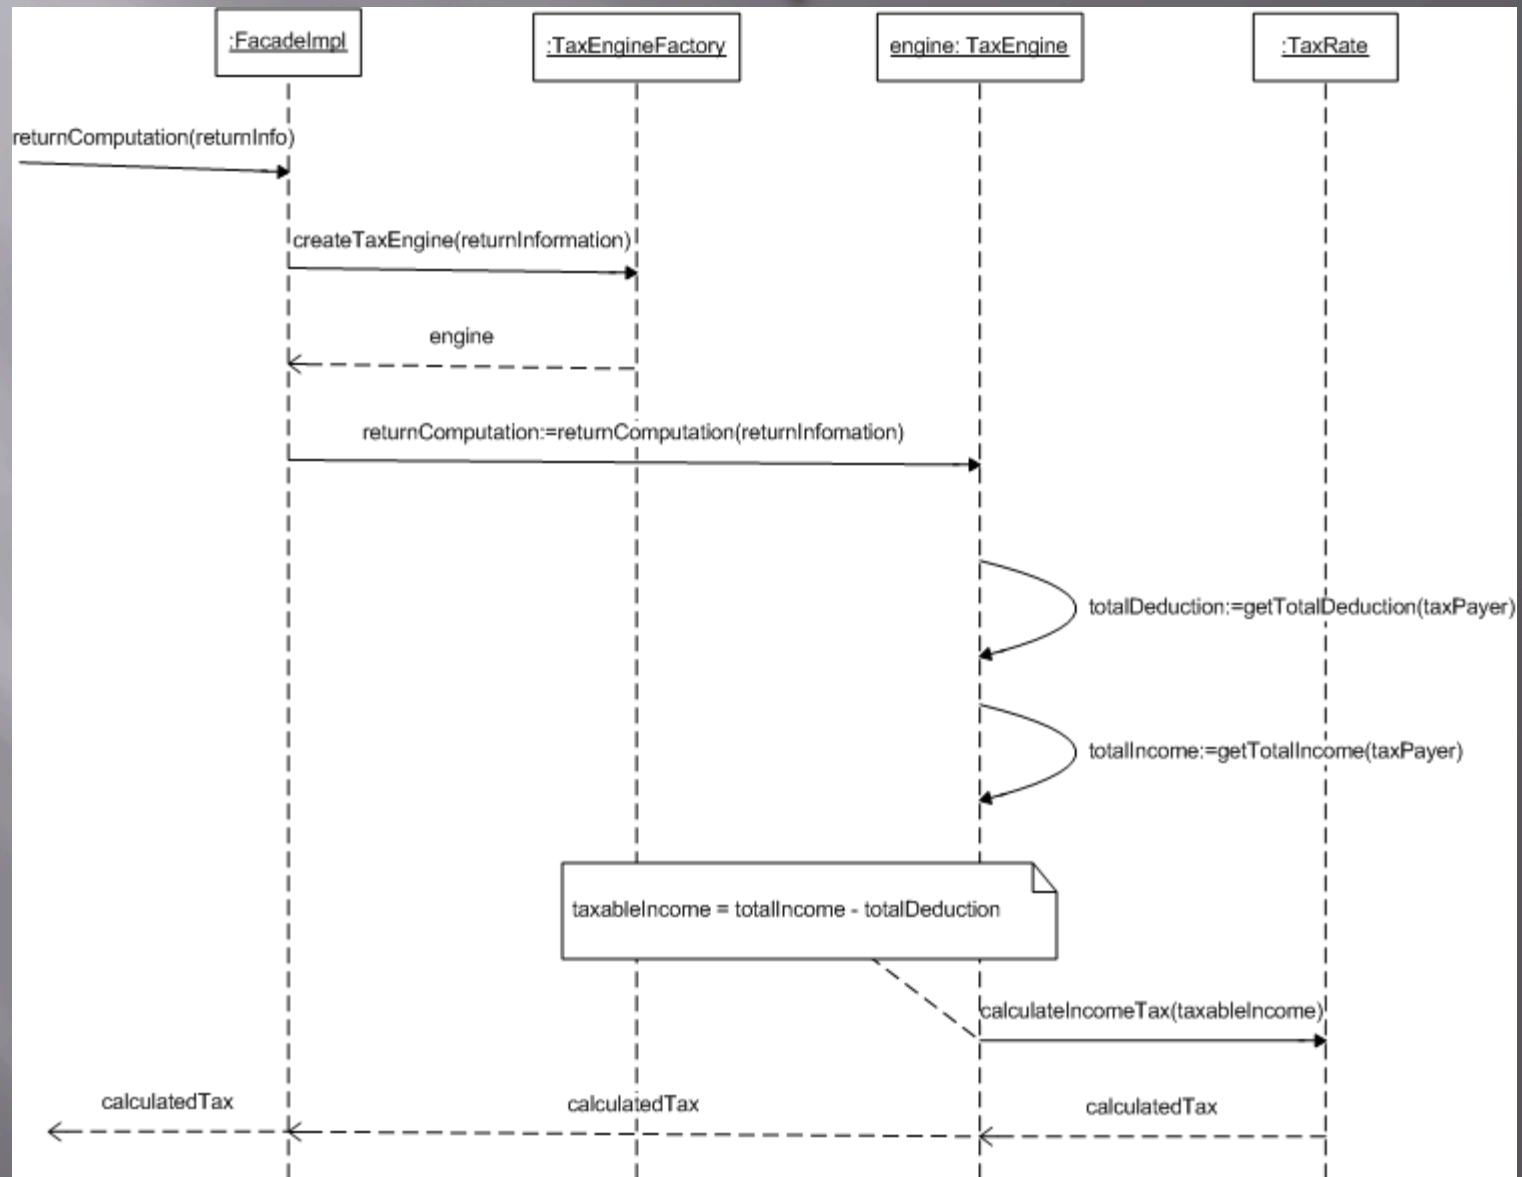 :FacadeImpl
:TaxEngineFactory
engine: TaxEngine
:TaxRate
returnComputation(returnInfo)
createTaxEngine(returnInformation)
engine
returnComputation:=returnComputation(returnInfomation)
totalDeduction:=getTotalDeduction(taxPayer)
totalIncome:=getTotalIncome(taxPayer)
taxableIncome = totalIncome - totalDeduction
calculateIncomeTax(taxableIncome)
calculatedTax
calculatedTax
calculatedTax